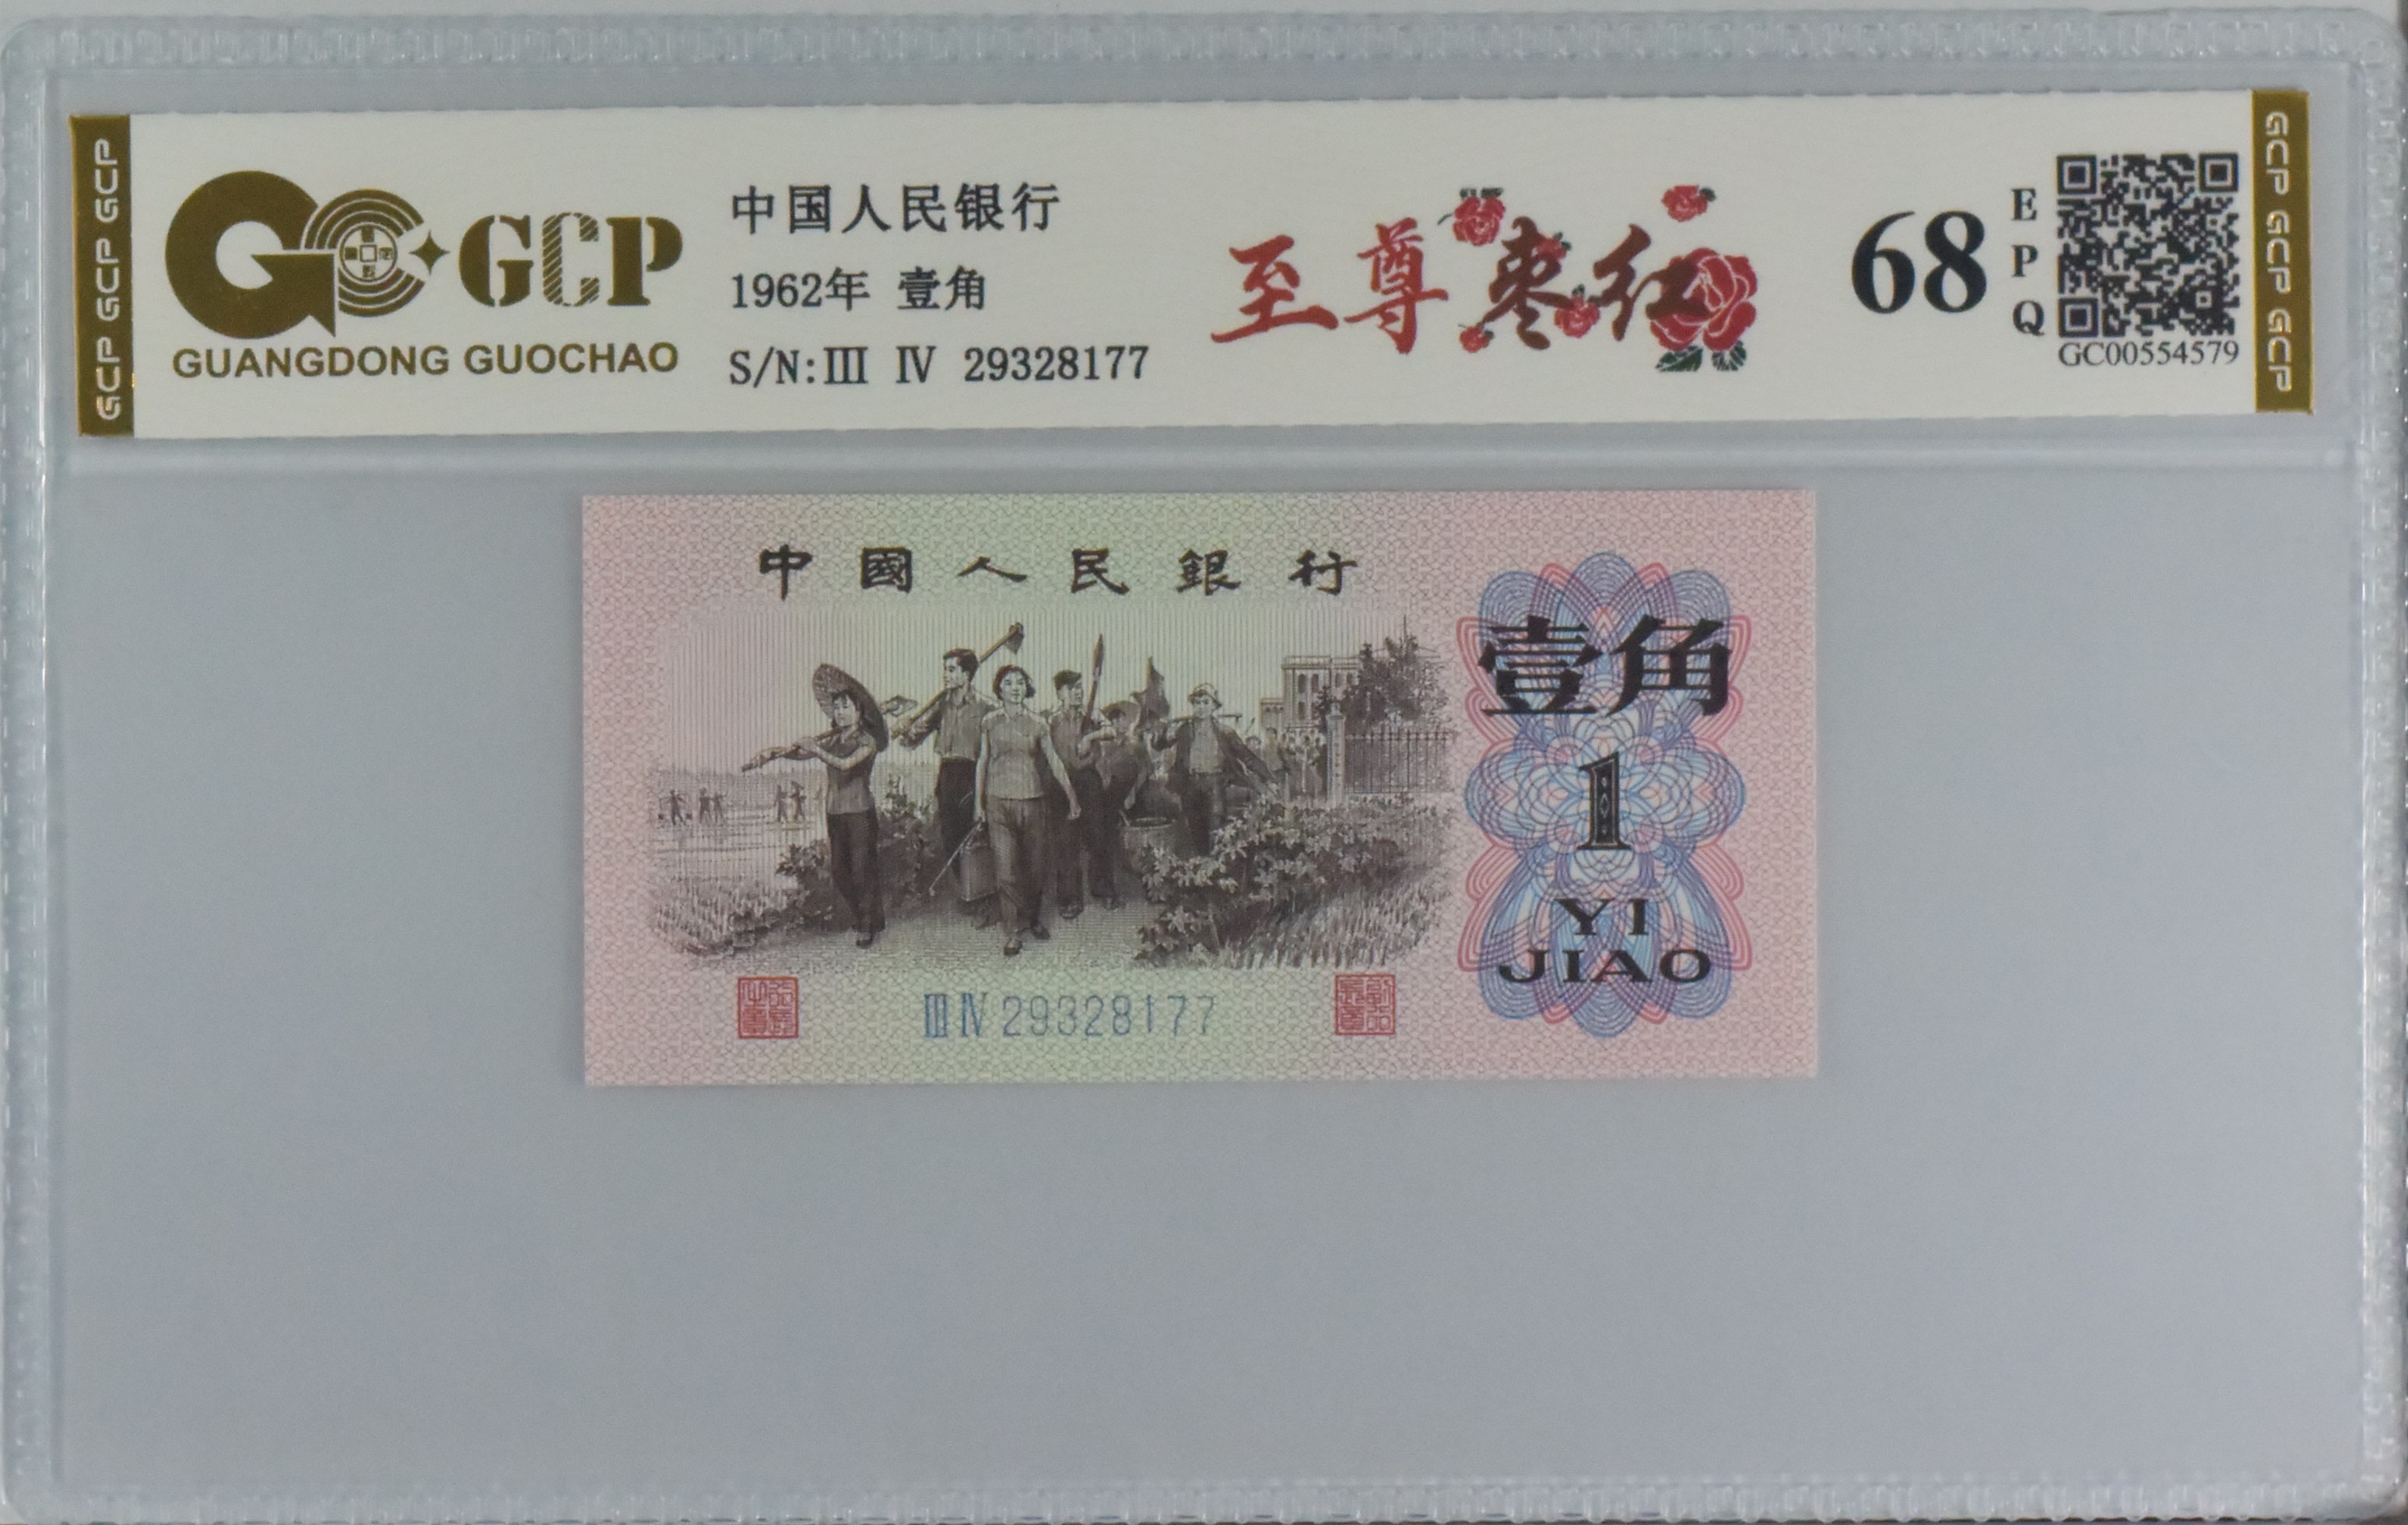 GCP GCP GCP
GCP
GUANGDONG GUOCHAO
中国人民银行
1962年 壹角
S/N:Ⅲ Ⅳ 29328177
至尊枣红
68
E
P
Q
GC00554579
GCP GCP GCP
中國人民銀行
壹角
1
YI
JIAO
Ⅲ Ⅳ 29328177